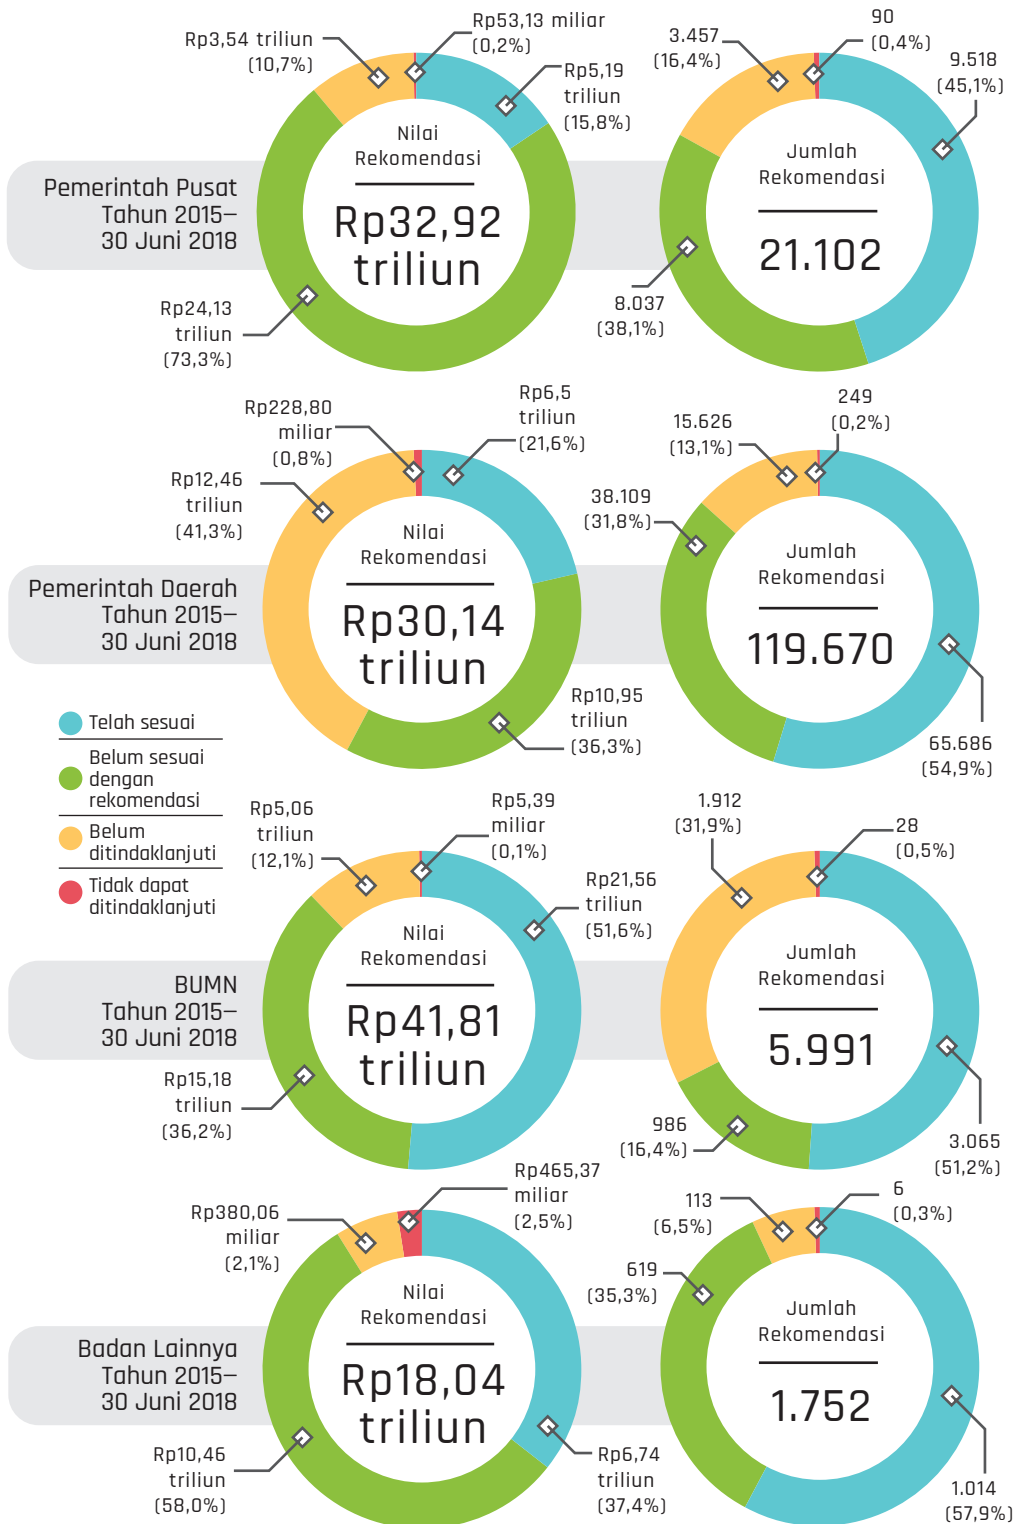 Rp3,54 triliun
(10,7%)
Rp53,13 miliar
(0,2%)
Rp5,19
triliun
(15,8%)
Nilai
Rekomendasi
Rp32,92
triliun
Rp24,13
triliun
(73,3%)
Pemerintah Pusat
Tahun 2015–
30 Juni 2018
3.457
(16,4%)
90
(0,4%)
9.518
(45,1%)
Jumlah
Rekomendasi
21.102
8.037
(38,1%)
Rp228,80
miliar
(0,8%)
Rp6,5
triliun
(21,6%)
Rp12,46
triliun
(41,3%)
Nilai
Rekomendasi
Rp30,14
triliun
Rp10,95
triliun
(36,3%)
Pemerintah Daerah
Tahun 2015–
30 Juni 2018
15.626
(13,1%)
249
(0,2%)
38.109
(31,8%)
Jumlah
Rekomendasi
119.670
65.686
(54,9%)
Telah sesuai
Belum sesuai
dengan
rekomendasi
Belum
ditindaklanjuti
Tidak dapat
ditindaklanjuti
Rp5,06
triliun
(12,1%)
Rp5,39
miliar
(0,1%)
Rp21,56
triliun
(51,6%)
Nilai
Rekomendasi
Rp41,81
triliun
Rp15,18
triliun
(36,2%)
BUMN
Tahun 2015–
30 Juni 2018
1.912
(31,9%)
28
(0,5%)
Jumlah
Rekomendasi
5.991
986
(16,4%)
3.065
(51,2%)
Rp380,06
miliar
(2,1%)
Rp465,37
miliar
(2,5%)
Nilai
Rekomendasi
Rp18,04
triliun
Rp10,46
triliun
(58,0%)
Rp6,74
triliun
(37,4%)
Badan Lainnya
Tahun 2015–
30 Juni 2018
113
(6,5%)
6
(0,3%)
619
(35,3%)
Jumlah
Rekomendasi
1.752
1.014
(57,9%)